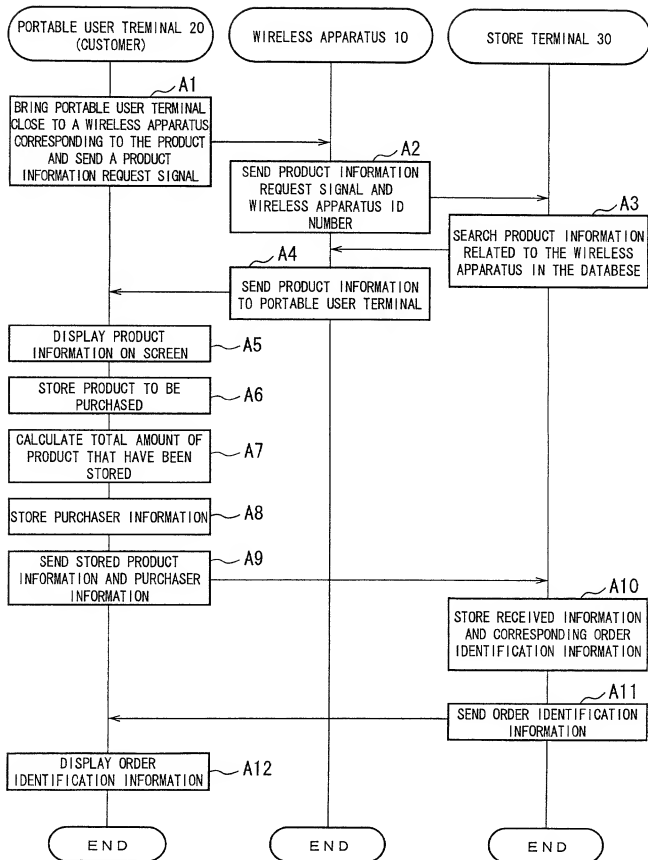 PORTABLE USER TREMINAL 20
(CUSTOMER)
WIRELESS APPARATUS 10
STORE TERMINAL 30
A1
BRING PORTABLE USER TERMINAL
CLOSE TO A WIRELESS APPARATUS
CORRESPONDING TO THE PRODUCT
AND SEND A PRODUCT
INFORMATION REQUEST SIGNAL
A2
SEND PRODUCT INFORMATION
REQUEST SIGNAL AND
WIRELESS APPARATUS ID
NUMBER
A3
SEARCH PRODUCT INFORMATION
RELATED TO THE WIRELESS
APPARATUS IN THE DATABESE
A4
SEND PRODUCT INFORMATION
TO PORTABLE USER TERMINAL
DISPLAY PRODUCT
INFORMATION ON SCREEN
A5
STORE PRODUCT TO BE
PURCHASED
A6
CALCULATE TOTAL AMOUNT OF
PRODUCT THAT HAVE BEEN
STORED
A7
STORE PURCHASER INFORMATION
A8
A9
SEND STORED PRODUCT
INFORMATION AND PURCHASER
INFORMATION
A10
STORE RECEIVED INFORMATION
AND CORRESPONDING ORDER
IDENTIFICATION INFORMATION
A11
SEND ORDER IDENTIFICATION
INFORMATION
DISPLAY ORDER
IDENTIFICATION INFORMATION
A12
END
END
END